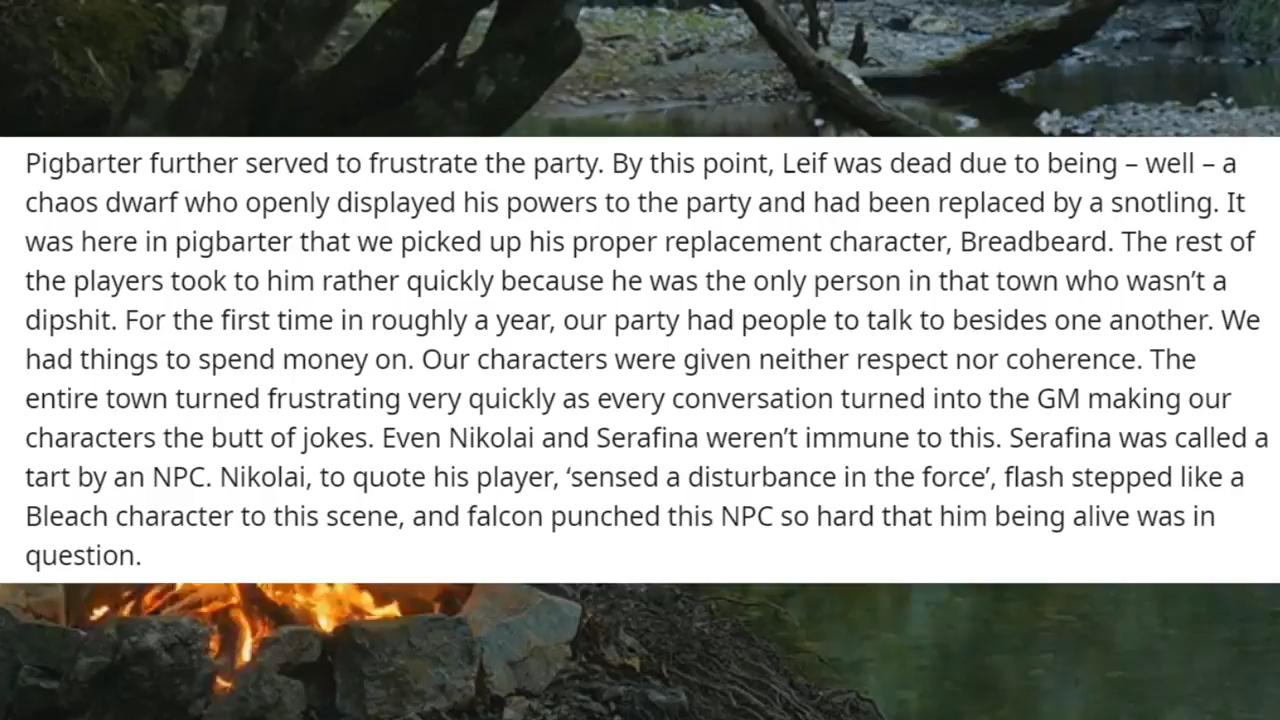 Pigbarter further served to frustrate the party. By this point, Leif was dead due to being – well – a
chaos dwarf who openly displayed his powers to the party and had been replaced by a snotling. It
was here in pigbarter that we picked up his proper replacement character, Breadbeard. The rest of
the players took to him rather quickly because he was the only person in that town who wasn’t a
dipshit. For the first time in roughly a year, our party had people to talk to besides one another. We
had things to spend money on. Our characters were given neither respect nor coherence. The
entire town turned frustrating very quickly as every conversation turned into the GM making our
characters the butt of jokes. Even Nikolai and Serafina weren’t immune to this. Serafina was called a
tart by an NPC. Nikolai, to quote his player, ‘sensed a disturbance in the force’, flash stepped like a
Bleach character to this scene, and falcon punched this NPC so hard that him being alive was in
question.